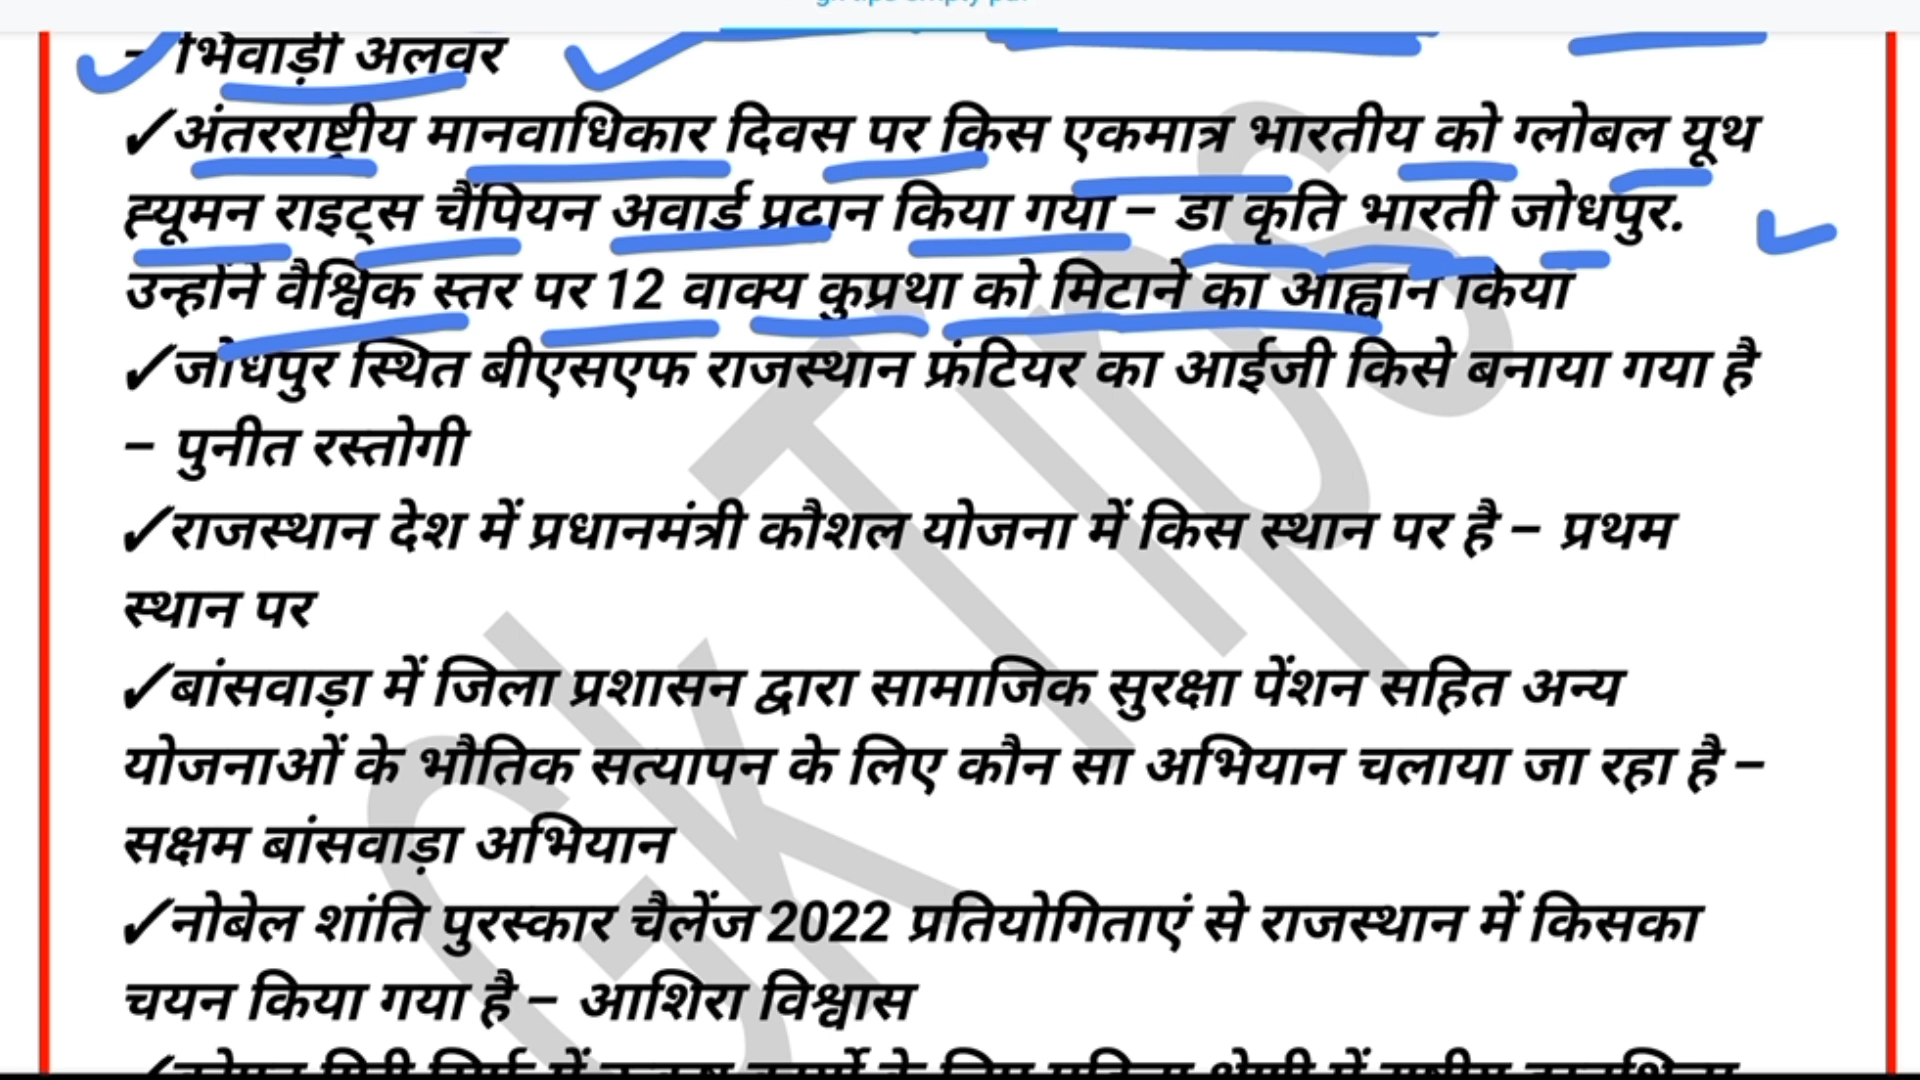 – भिवाड़ी अलवर
✓अंतरराष्ट्रीय मानवाधिकार दिवस पर किस एकमात्र भारतीय को ग्लोबल यूथ
ह्यूमन राइट्स चैंपियन अवार्ड प्रदान किया गया – डा कृति भारती जोधपुर.
उन्होंने वैश्विक स्तर पर 12 वाक्य कुप्रथा को मिटाने का आह्वान किया
✓जोधपुर स्थित बीएसएफ राजस्थान फ्रंटियर का आईजी किसे बनाया गया है
– पुनीत रस्तोगी
✓राजस्थान देश में प्रधानमंत्री कौशल योजना में किस स्थान पर है – प्रथम
स्थान पर
✓बांसवाड़ा में जिला प्रशासन द्वारा सामाजिक सुरक्षा पेंशन सहित अन्य
योजनाओं के भौतिक सत्यापन के लिए कौन सा अभियान चलाया जा रहा है –
सक्षम बांसवाड़ा अभियान
✓नोबेल शांति पुरस्कार चैलेंज 2022 प्रतियोगिताएं से राजस्थान में किसका
चयन किया गया है – आशिरा विश्वास
Gk Tips